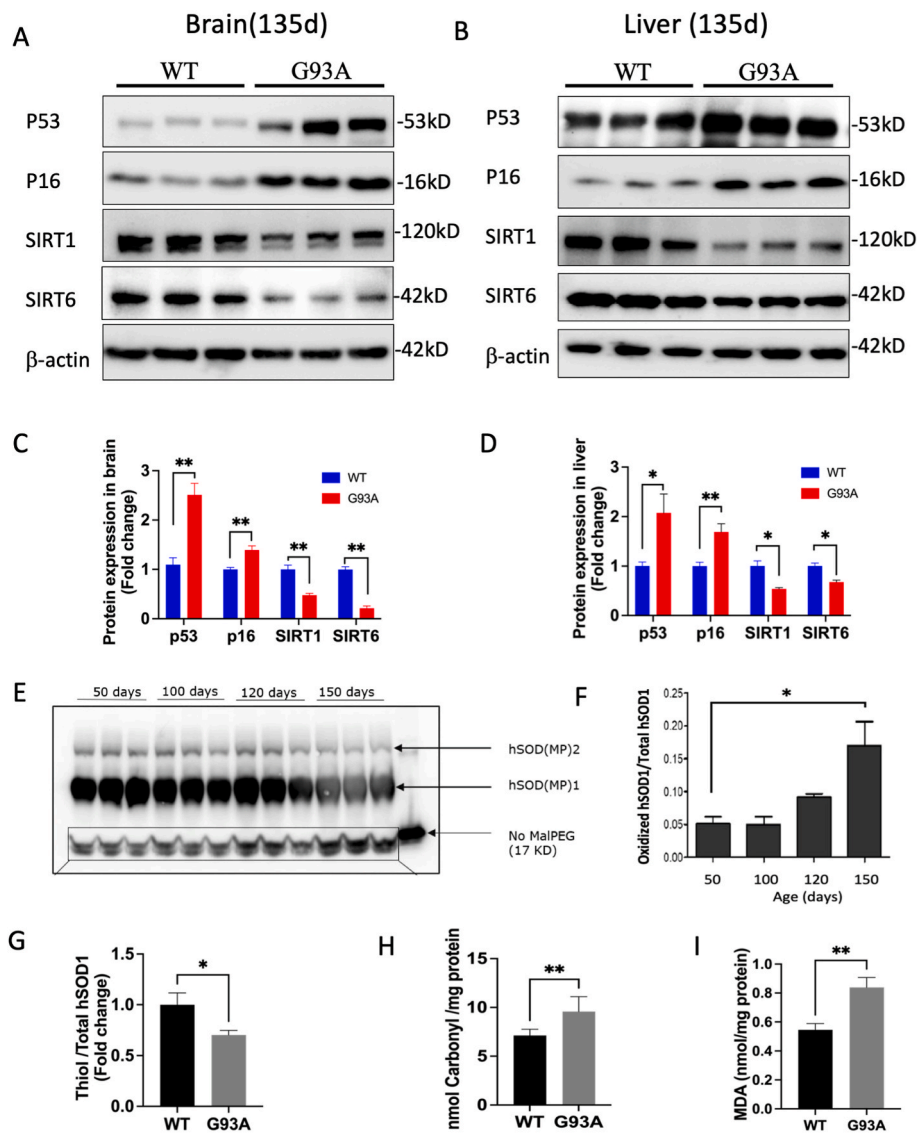 A
Brain(135d)
WT G93A
P53 -53kD
P16 -16kD
SIRT1 -120kD
SIRT6 -42kD
β-actin -42kD
B
Liver (135d)
WT G93A
P53 -53kD
P16 -16kD
SIRT1 -120kD
SIRT6 -42kD
β-actin -42kD
C
Protein expression in brain
(Fold change)
3
2
1
0
** ** ** **
WT
G93A
p53 p16 SIRT1 SIRT6
D
Protein expression in liver
(Fold change)
3
2
1
0
* ** * *
WT
G93A
p53 p16 SIRT1 SIRT6
E
50 days 100 days 120 days 150 days
hSOD(MP)2
hSOD(MP)1
No MalPEG
(17 KD)
F
Oxidized hSOD1/Total hSOD1
0.25
0.20
0.15
0.10
0.05
0.00
*
50 100 120 150
Age (days)
G
Thiol /Total hSOD1
(Fold change)
1.5
1.0
0.5
0.0
*
WT G93A
H
nmol Carbonyl /mg protein
15
10
5
0
**
WT G93A
I
MDA (nmol/mg protein)
1.0
0.8
0.6
0.4
0.2
0.0
**
WT G93A